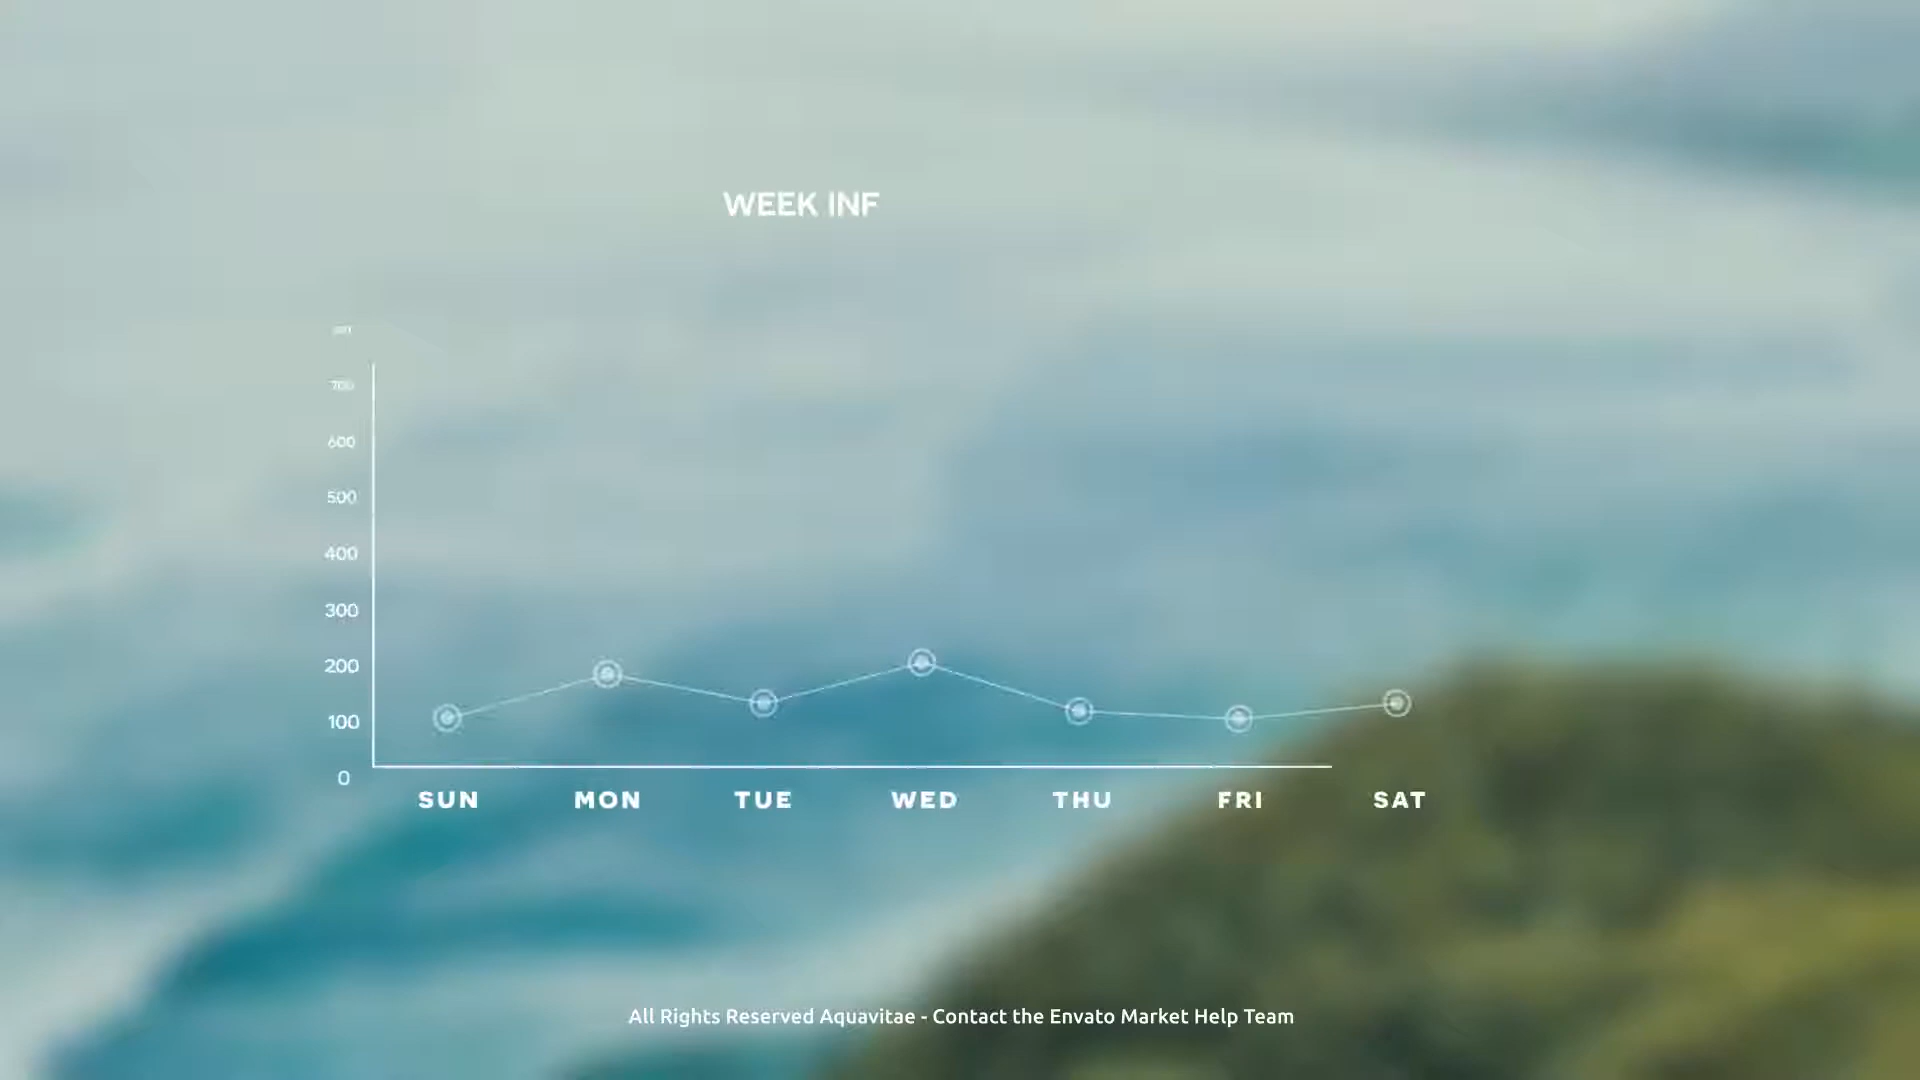 WEEK INF
700
600
500
400
300
200
100
0
SUN MON TUE WED THU FRI SAT
All Rights Reserved Aquavitae - Contact the Envato Market Help Team